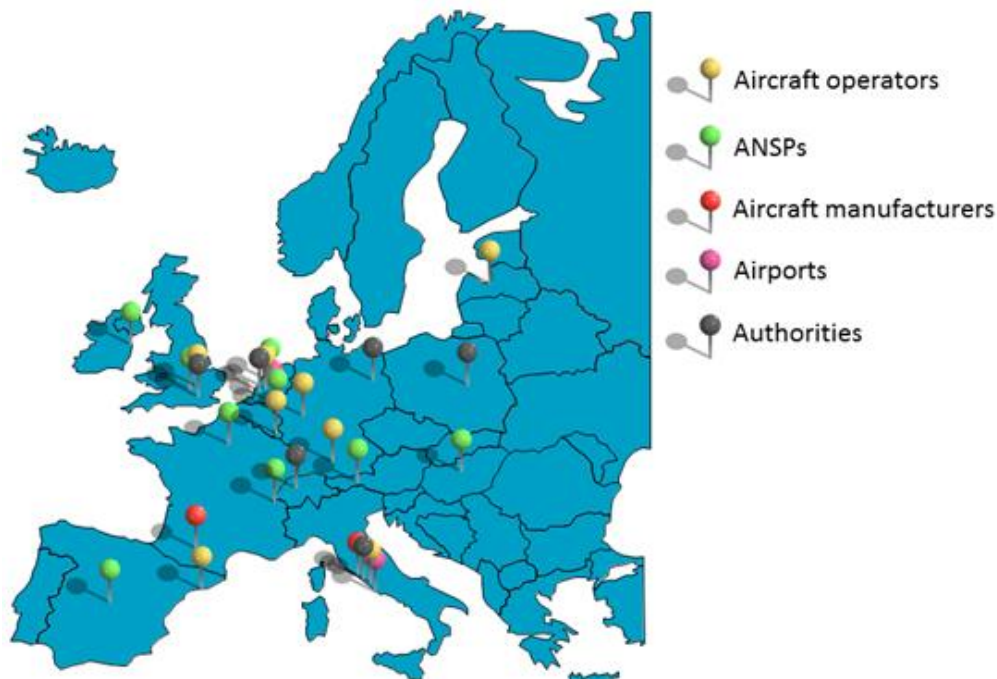 Aircraft operators
ANSPs
Aircraft manufacturers
Airports
Authorities